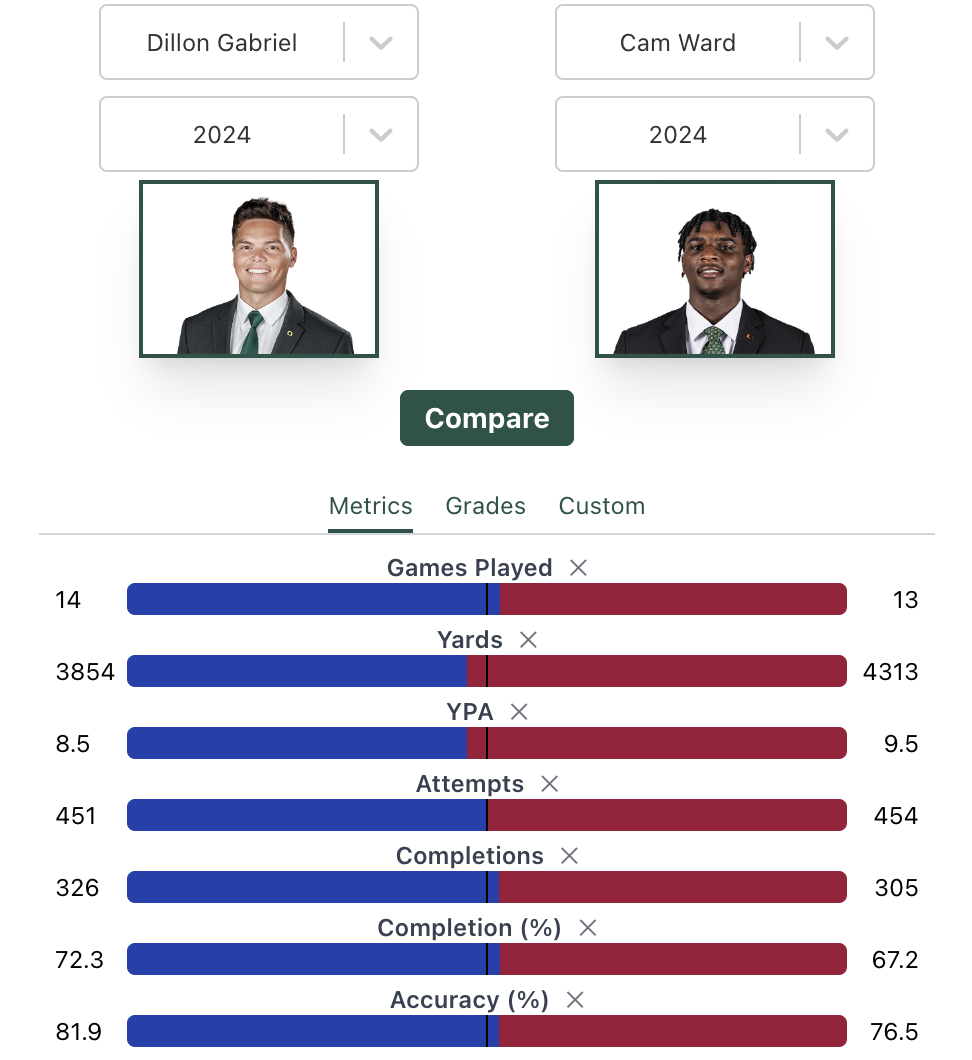 Dillon Gabriel Cam Ward
2024 2024
Compare
Metrics Grades Custom
Games Played
14 13
Yards
3854 4313
YPA
8.5 9.5
Attempts
451 454
Completions
326 305
Completion (%)
72.3 67.2
Accuracy (%)
81.9 76.5